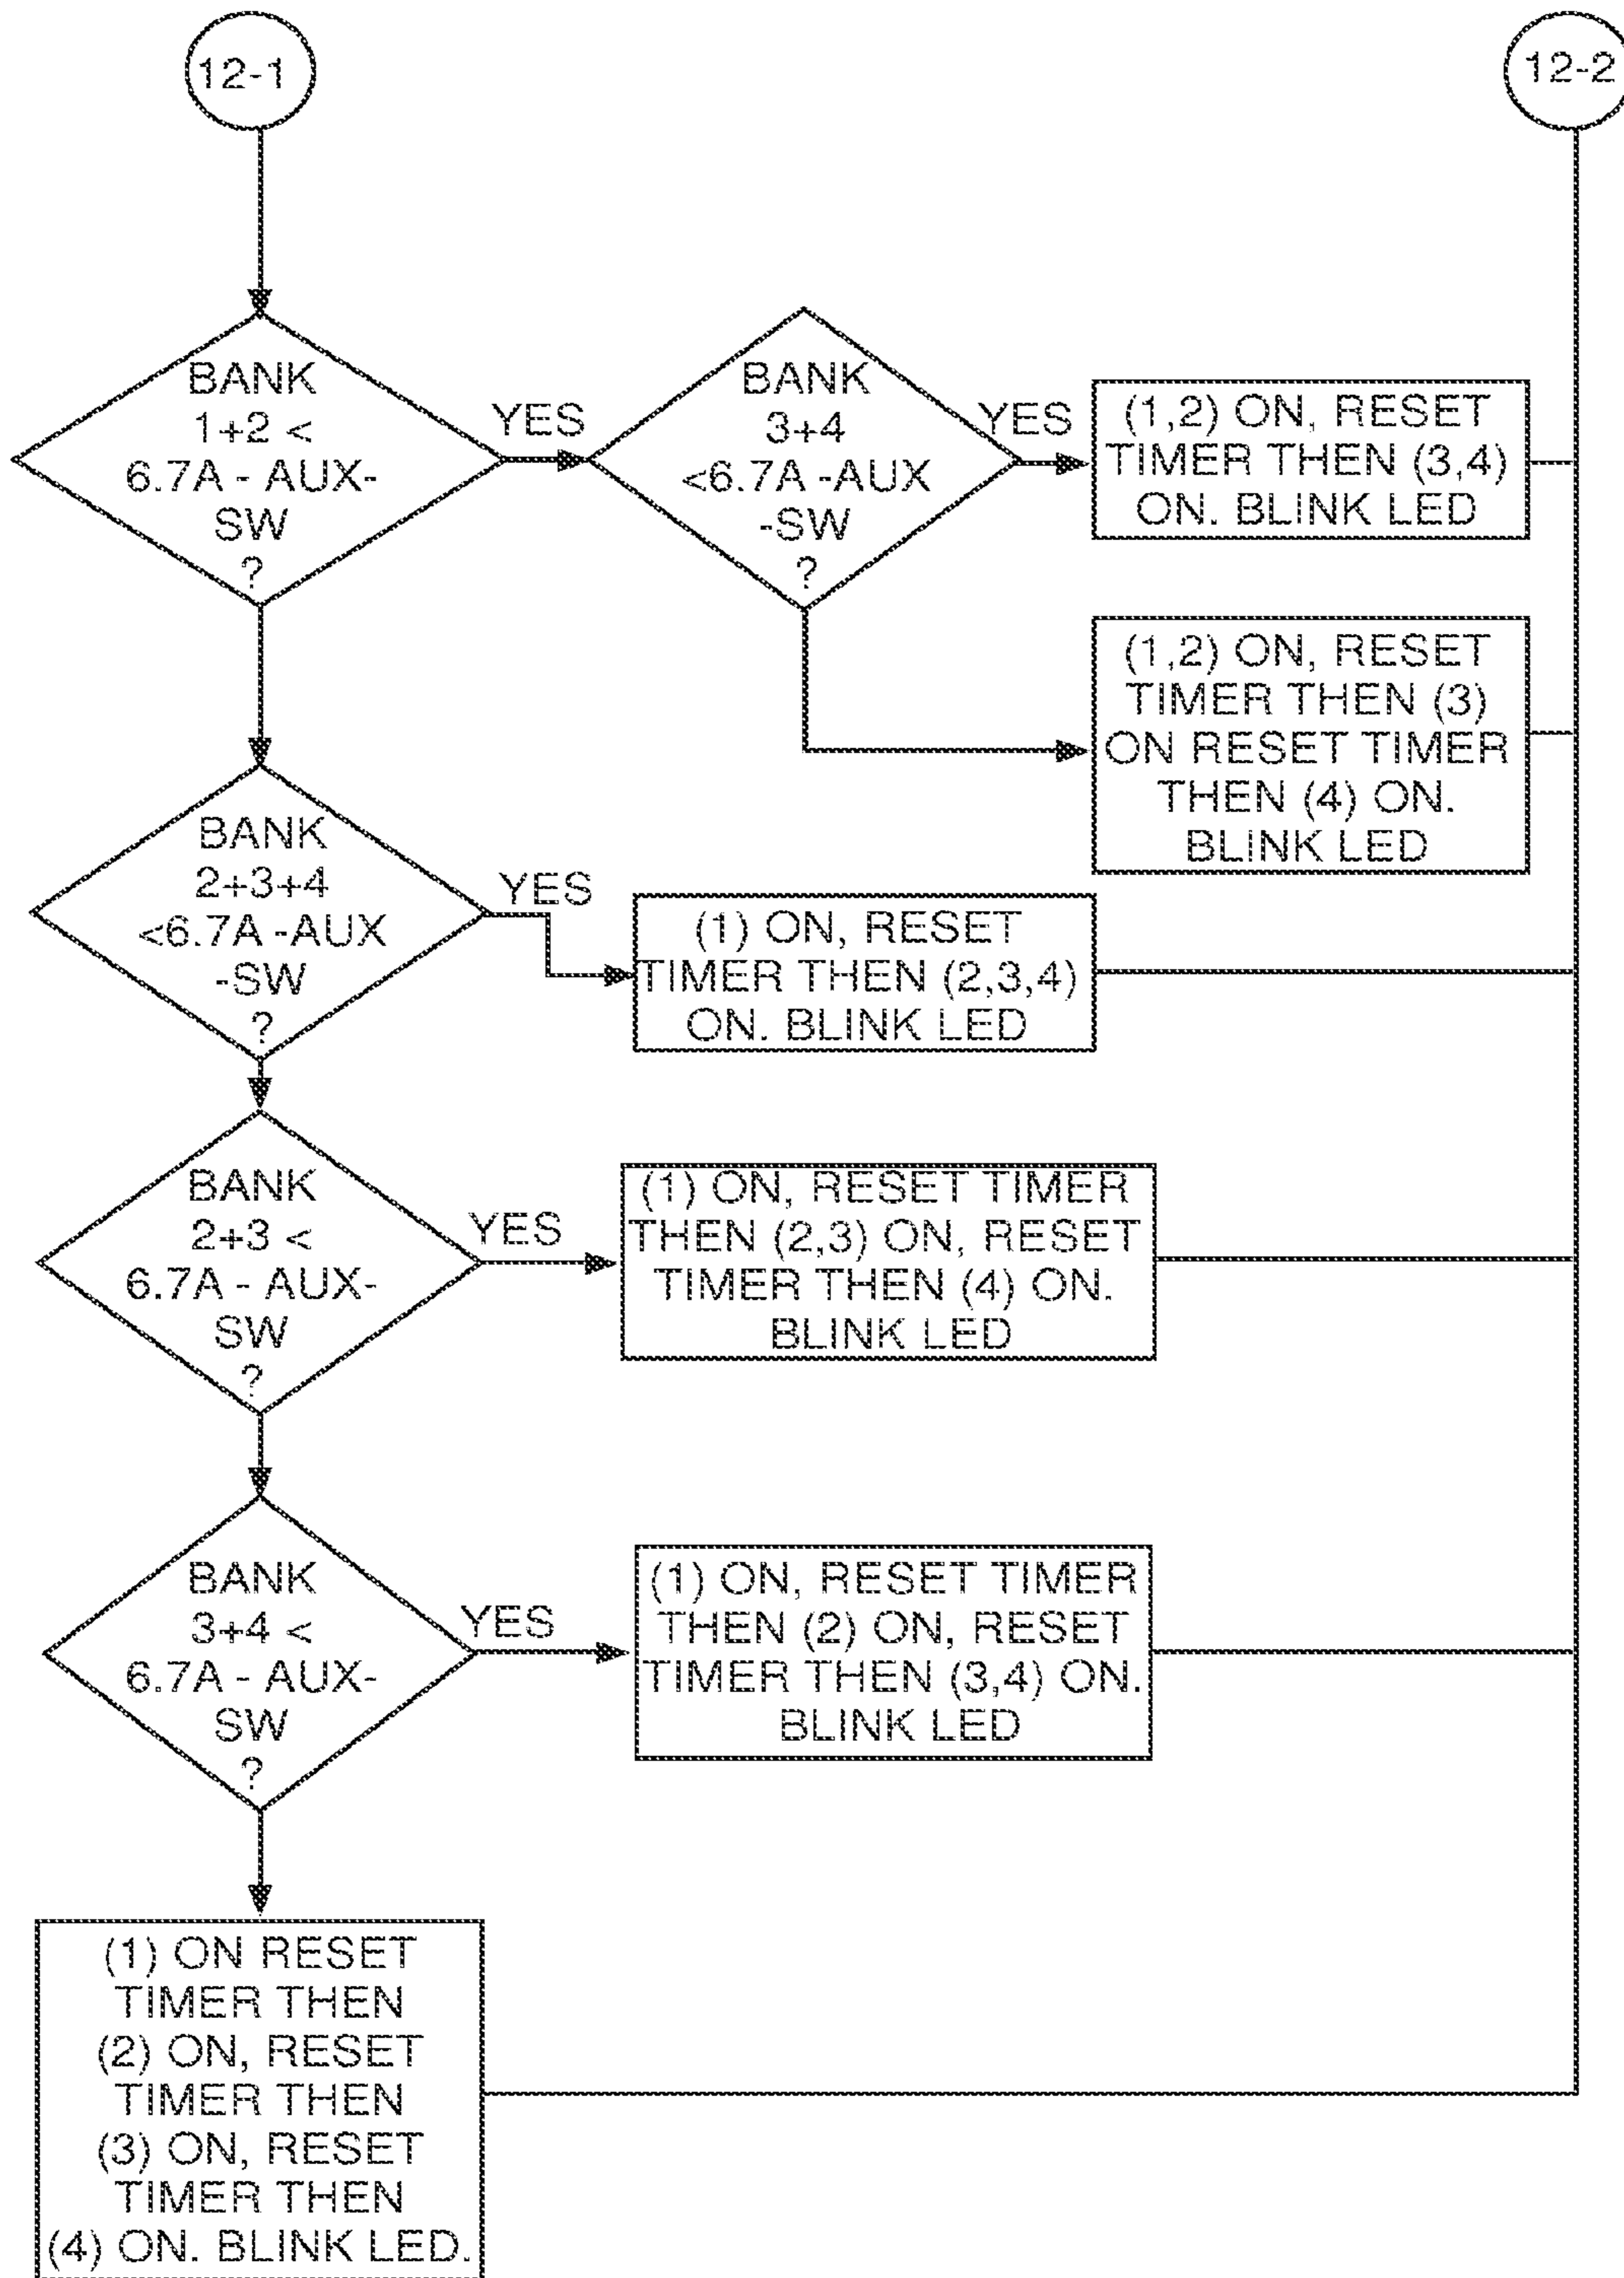 12-1
12-2
BANK
1+2 <
6.7A - AUX-
SW
?
YES
BANK
3+4
<6.7A -AUX
-SW
?
YES
(1,2) ON, RESET
TIMER THEN (3,4)
ON. BLINK LED
(1,2) ON, RESET
TIMER THEN (3)
ON RESET TIMER
THEN (4) ON.
BLINK LED
BANK
2+3+4
<6.7A -AUX
-SW
?
YES
(1) ON, RESET
TIMER THEN (2,3,4)
ON. BLINK LED
BANK
2+3 <
6.7A - AUX-
SW
?
YES
(1) ON, RESET TIMER
THEN (2,3) ON, RESET
TIMER THEN (4) ON.
BLINK LED
BANK
3+4 <
6.7A - AUX-
SW
?
YES
(1) ON, RESET TIMER
THEN (2) ON, RESET
TIMER THEN (3,4) ON.
BLINK LED
(1) ON RESET
TIMER THEN
(2) ON, RESET
TIMER THEN
(3) ON, RESET
TIMER THEN
(4) ON. BLINK LED.